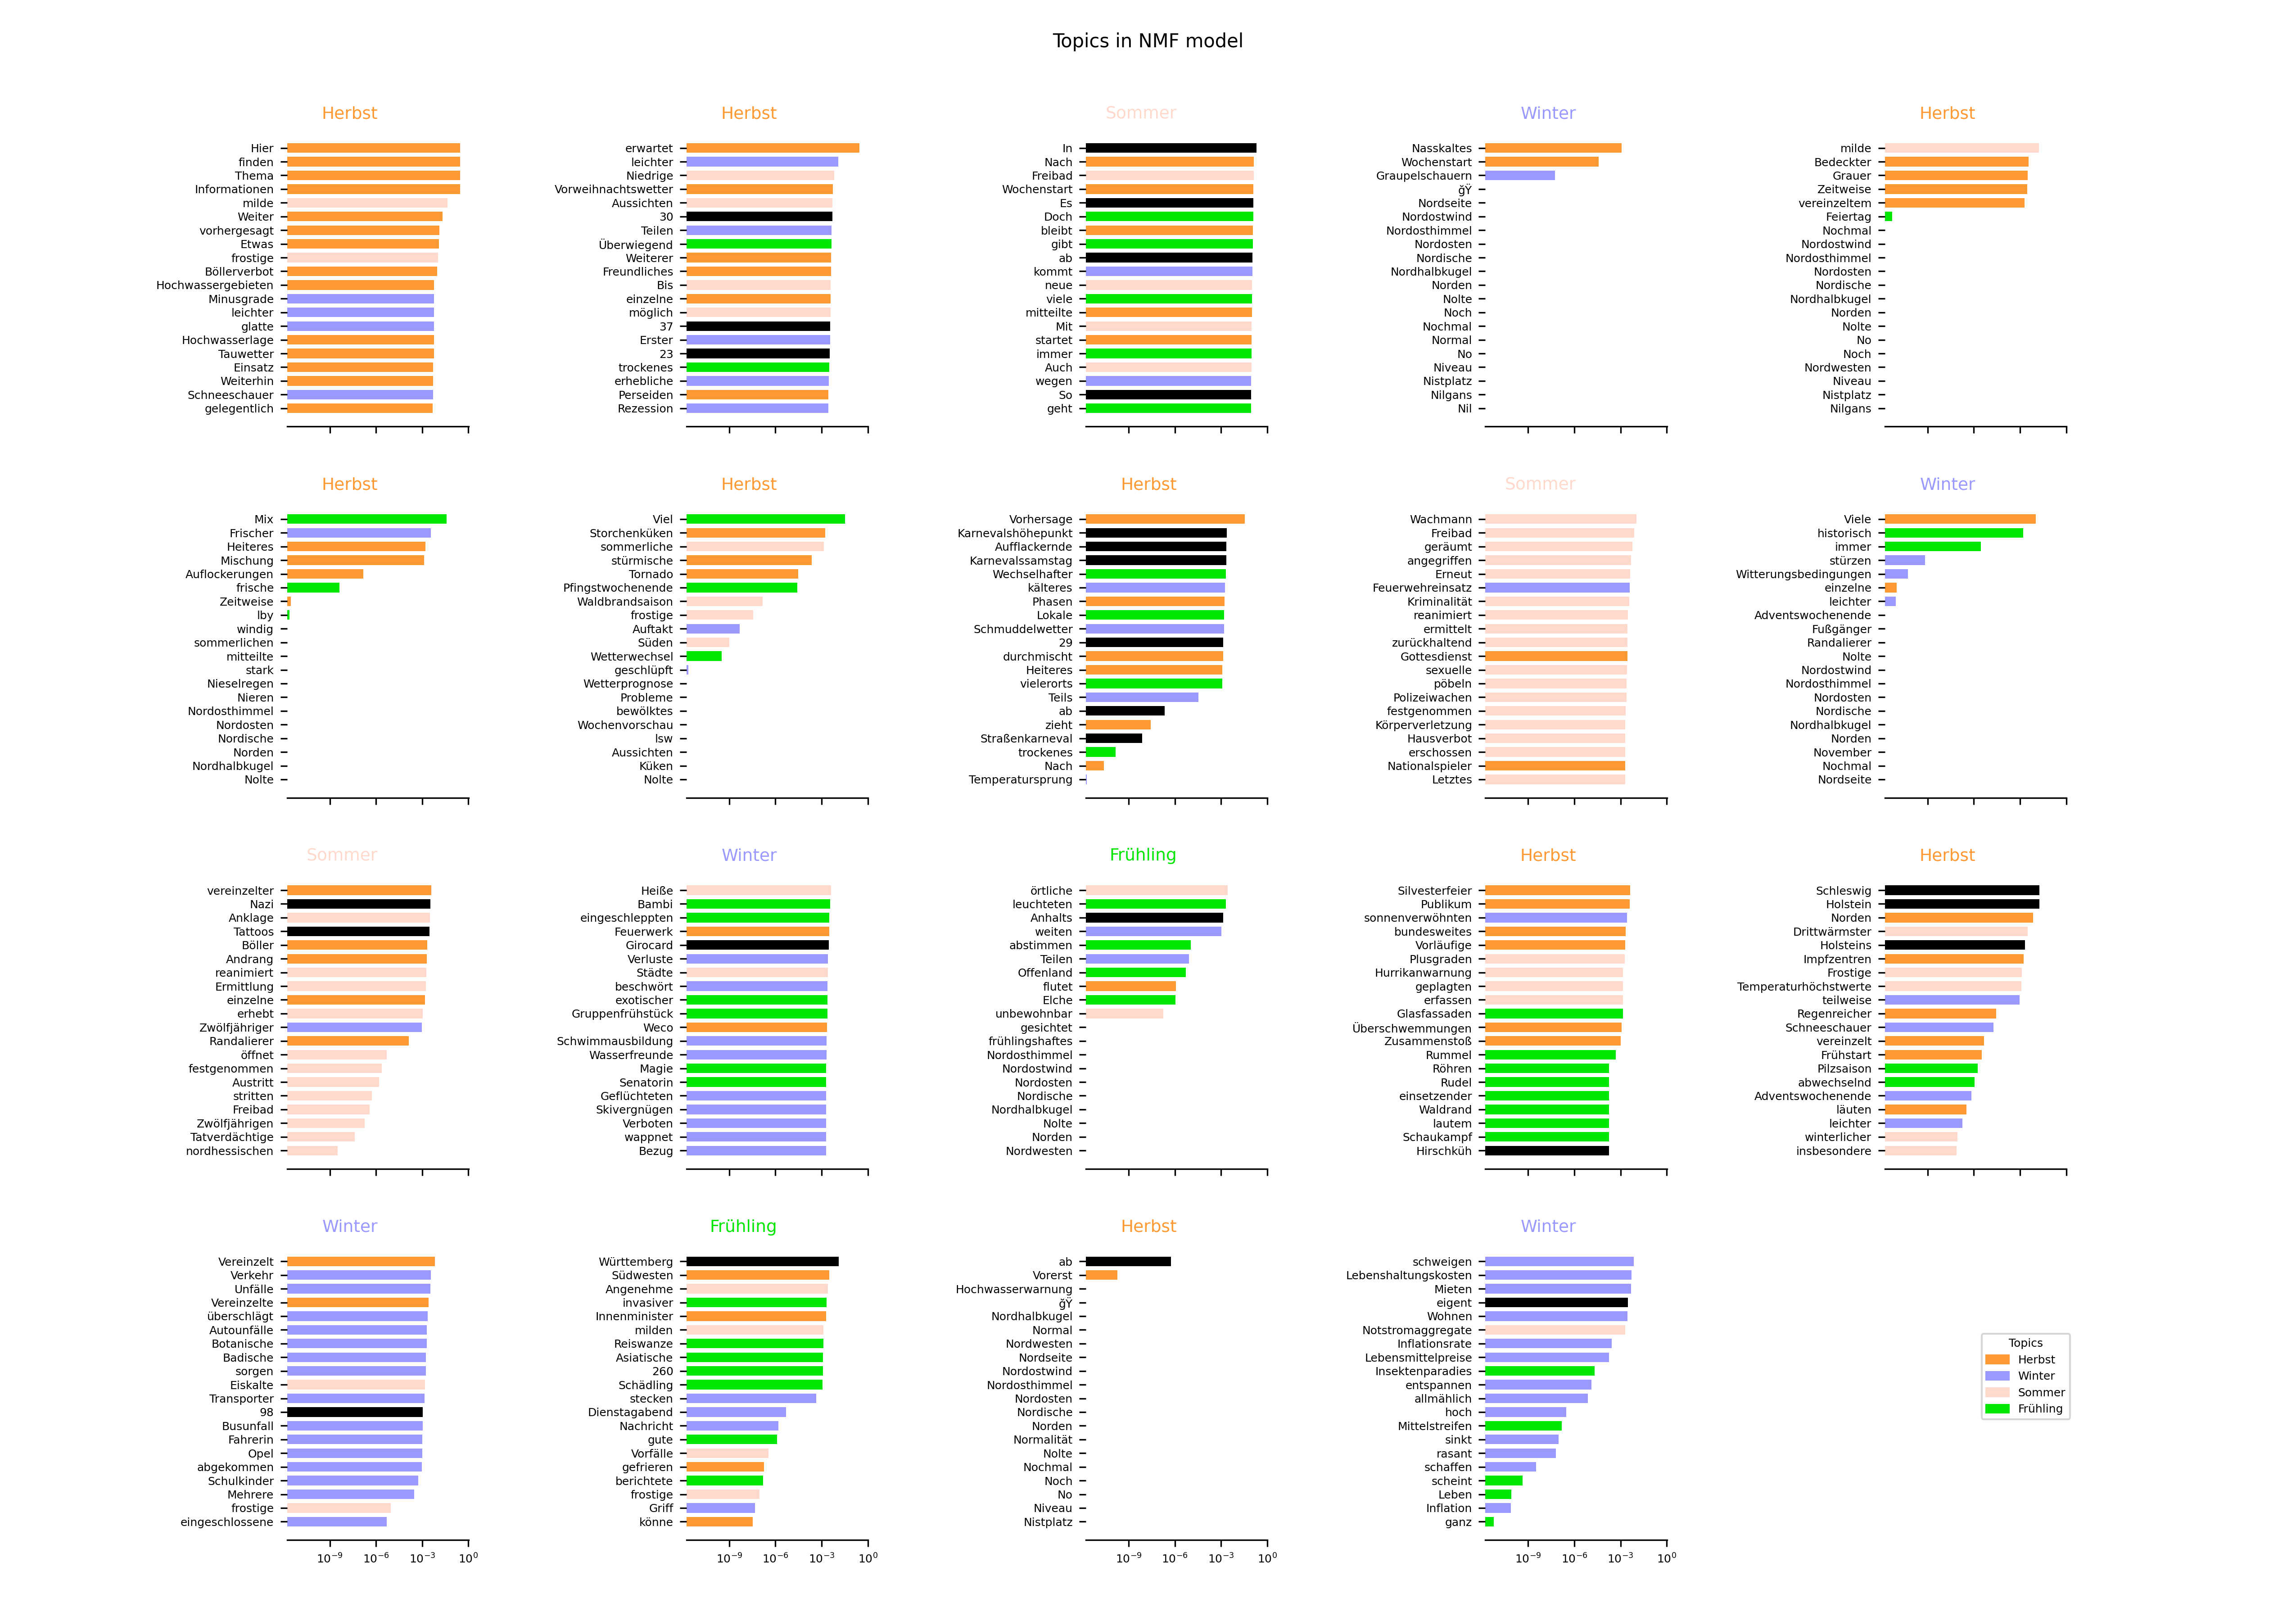 Topics in NMF model
Herbst
Hier
finden
Thema
Informationen
milde
Weiter
vorhergesagt
Etwas
frostige
Böllerverbot
Hochwassergebieten
Minusgrade
leichter
glatte
Hochwasserlage
Tauwetter
Einsatz
Weiterhin
Schneeschauer
gelegentlich
Herbst
erwartet
leichter
Niedrige
Vorweihnachtswetter
Aussichten
30
Teilen
Überwiegend
Weiterer
Freundliches
Bis
einzelne
möglich
37
Erster
23
trockenes
erhebliche
Perseiden
Rezession
Sommer
In
Nach
Freibad
Wochenstart
Es
Doch
bleibt
gibt
ab
kommt
neue
viele
mitteilte
Mit
startet
immer
Auch
wegen
So
geht
Winter
Nasskaltes
Wochenstart
Graupelschauern
ğŸ
Nordseite
Nordostwind
Nordosthimmel
Nordosten
Nordische
Nordhalbkugel
Norden
Nolte
Noch
Nochmal
Normal
No
Niveau
Nistplatz
Nilgans
Nil
Herbst
milde
Bedeckter
Grauer
Zeitweise
vereinzeltem
Feiertag
Nochmal
Nordostwind
Nordosthimmel
Nordosten
Nordische
Nordhalbkugel
Norden
Nolte
No
Noch
Nordwesten
Niveau
Nistplatz
Nilgans
Herbst
Mix
Frischer
Heiteres
Mischung
Auflockerungen
frische
Zeitweise
lby
windig
sommerlichen
mitteilte
stark
Nieselregen
Nieren
Nordosthimmel
Nordosten
Nordische
Norden
Nordhalbkugel
Nolte
Herbst
Viel
Storchenküken
sommerliche
stürmische
Tornado
Pfingstwochenende
Waldbrandsaison
frostige
Auftakt
Süden
Wetterwechsel
geschlüpft
Wetterprognose
Probleme
bewölktes
Wochenvorschau
lsw
Aussichten
Küken
Nolte
Herbst
Vorhersage
Karnevalshöhepunkt
Aufflackernde
Karnevalssamstag
Wechselhafter
kälteres
Phasen
Lokale
Schmuddelwetter
29
durchmischt
Heiteres
vielerorts
Teils
ab
zieht
Straßenkarneval
trockenes
Nach
Temperatursprung
Sommer
Wachmann
Freibad
geräumt
angegriffen
Erneut
Feuerwehreinsatz
Kriminalität
reanimiert
ermittelt
zurückhaltend
Gottesdienst
sexuelle
pöbeln
Polizeiwachen
festgenommen
Körperverletzung
Hausverbot
erschossen
Nationalspieler
Letztes
Winter
Viele
historisch
immer
stürzen
Witterungsbedingungen
einzelne
leichter
Adventswochenende
Fußgänger
Randalierer
Nolte
Nordostwind
Nordosthimmel
Nordosten
Nordische
Nordhalbkugel
Norden
November
Nochmal
Nordseite
Sommer
vereinzelter
Nazi
Anklage
Tattoos
Böller
Andrang
reanimiert
Ermittlung
einzelne
erhebt
Zwölfjähriger
Randalierer
öffnet
festgenommen
Austritt
stritten
Freibad
Zwölfjährigen
Tatverdächtige
nordhessischen
Winter
Heiße
Bambi
eingeschleppten
Feuerwerk
Girocard
Verluste
Städte
beschwört
exotischer
Gruppenfrühstück
Weco
Schwimmausbildung
Wasserfreunde
Magie
Senatorin
Geflüchteten
Skivergnügen
Verboten
wappnet
Bezug
Frühling
örtliche
leuchteten
Anhalts
weiten
abstimmen
Teilen
Offenland
flutet
Elche
unbewohnbar
gesichtet
frühlingshaftes
Nordosthimmel
Nordostwind
Nordosten
Nordische
Nordhalbkugel
Nolte
Norden
Nordwesten
Herbst
Silvesterfeier
Publikum
sonnenverwöhnten
bundesweites
Vorläufige
Plusgraden
Hurrikanwarnung
geplagten
erfassen
Glasfassaden
Überschwemmungen
Zusammenstoß
Rummel
Röhren
Rudel
einsetzender
Waldrand
lautem
Schaukampf
Hirschküh
Herbst
Schleswig
Holstein
Norden
Drittwärmster
Holsteins
Impfzentren
Frostige
Temperaturhöchstwerte
teilweise
Regenreicher
Schneeschauer
vereinzelt
Frühstart
Pilzsaison
abwechselnd
Adventswochenende
läuten
leichter
winterlicher
insbesondere
Winter
Vereinzelt
Verkehr
Unfälle
Vereinzelte
überschlägt
Autounfälle
Botanische
Badische
sorgen
Eiskalte
Transporter
98
Busunfall
Fahrerin
Opel
abgekommen
Schulkinder
Mehrere
frostige
eingeschlossene
10⁻⁹ 10⁻⁶ 10⁻³ 10⁰
Frühling
Württemberg
Südwesten
Angenehme
invasiver
Innenminister
milden
Reiswanze
Asiatische
260
Schädling
stecken
Dienstagabend
Nachricht
gute
Vorfälle
gefrieren
berichtete
frostige
Griff
könne
10⁻⁹ 10⁻⁶ 10⁻³ 10⁰
Herbst
ab
Vorerst
Hochwasserwarnung
ğŸ
Nordhalbkugel
Normal
Nordwesten
Nordseite
Nordostwind
Nordosthimmel
Nordosten
Nordische
Norden
Normalität
Nolte
Nochmal
Noch
No
Niveau
Nistplatz
10⁻⁹ 10⁻⁶ 10⁻³ 10⁰
Winter
schweigen
Lebenshaltungskosten
Mieten
eigent
Wohnen
Notstromaggregate
Inflationsrate
Lebensmittelpreise
Insektenparadies
entspannen
allmählich
hoch
Mittelstreifen
sinkt
rasant
schaffen
scheint
Leben
Inflation
ganz
10⁻⁹ 10⁻⁶ 10⁻³ 10⁰
Topics
Herbst
Winter
Sommer
Frühling